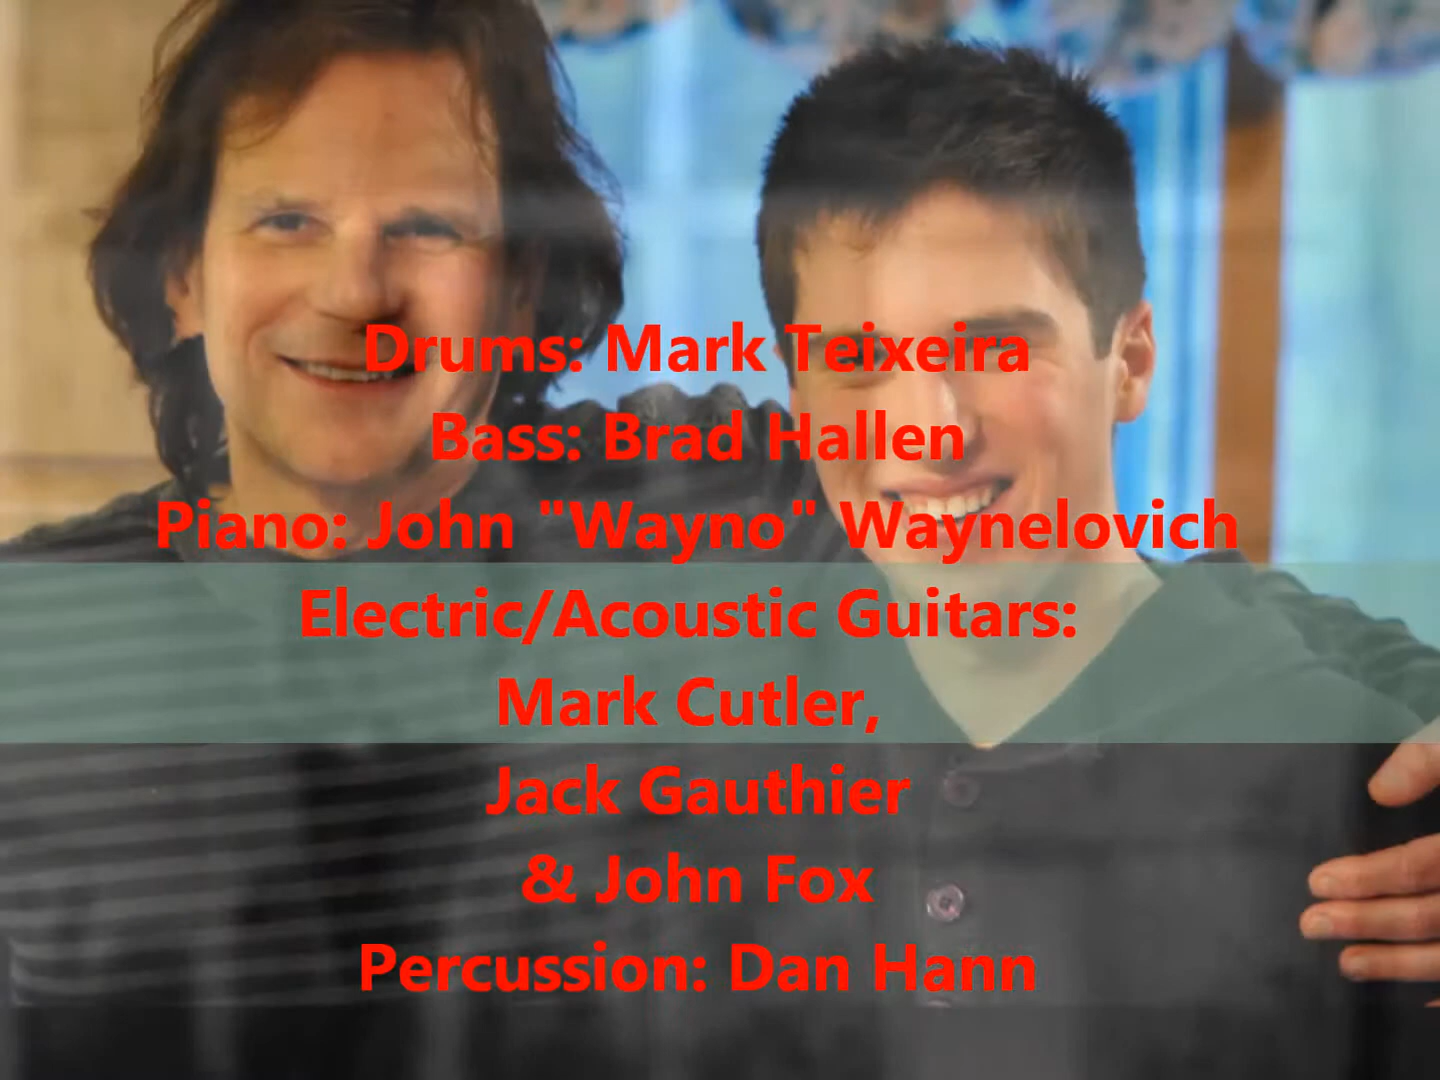 Drums: Mark Teixeira
Bass: Brad Hallen
Piano: John "Wayno" Waynelovich
Electric/Acoustic Guitars:
Mark Cutler,
Jack Gauthier
& John Fox
Percussion: Dan Hann